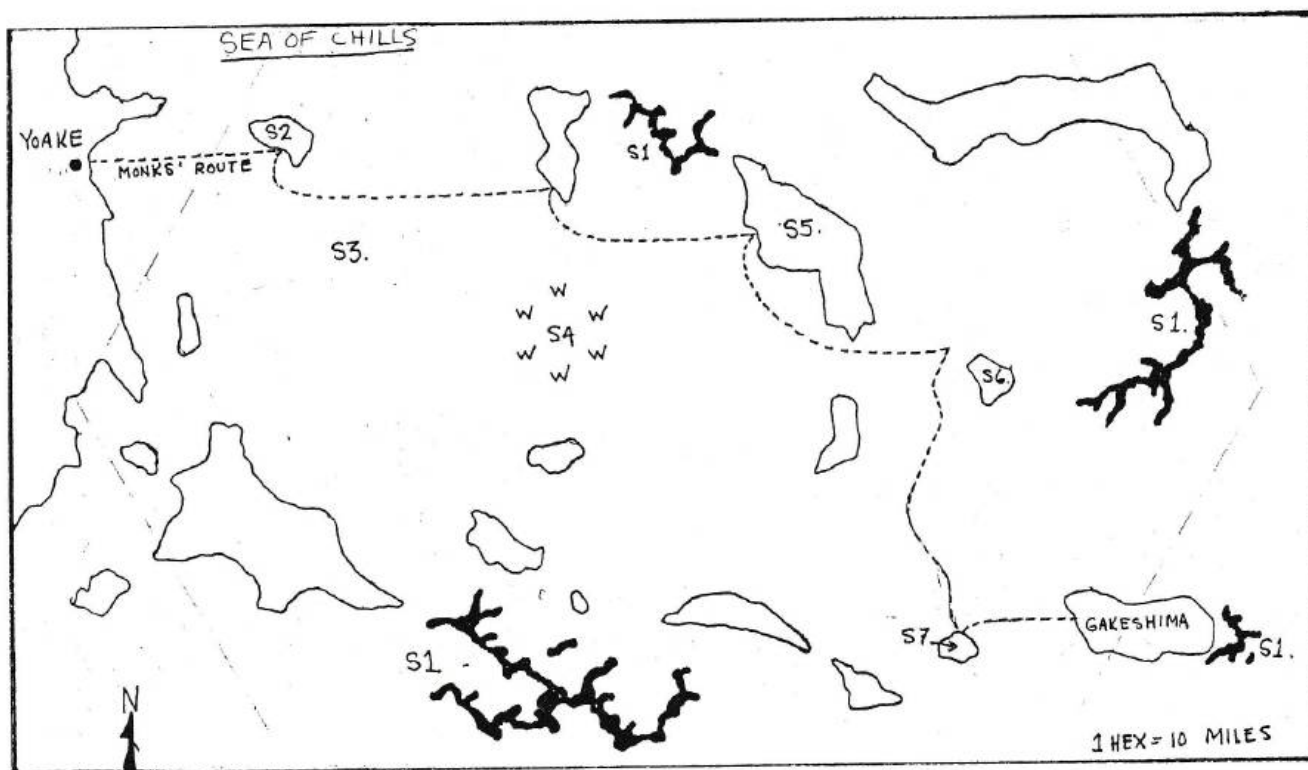 SEA OF CHILLS
YOAKE
S2
MONKS' ROUTE
S1
S3.
S5.
W
W W
S4
W W
W
S1.
S6.
S1
S7
GAKESHIMA
S1.
N
1 HEX = 10 MILES